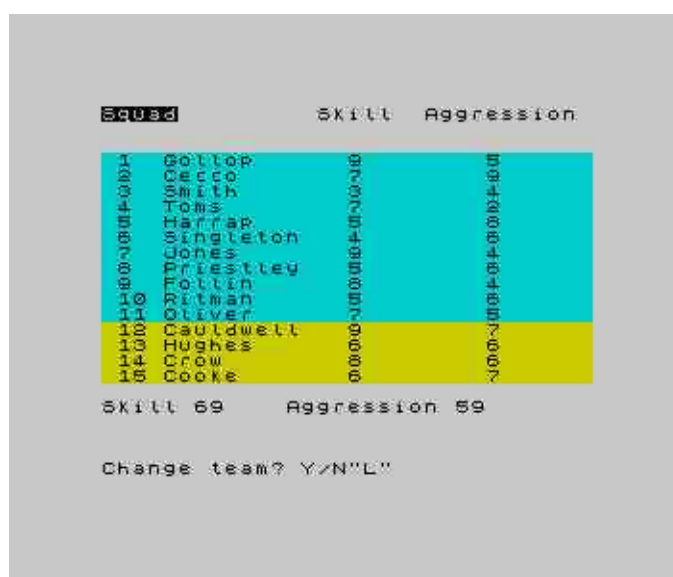 Squad Skill Aggression
1 Gollop 9 5
2 Cecco 7 9
3 Smith 3 4
4 Toms 7 2
5 Harrap 5 8
6 Singleton 4 6
7 Jones 9 4
8 Priestley 5 6
9 Follin 8 4
10 Ritman 5 6
11 Oliver 7 5
12 Cauldwell 9 7
13 Hughes 6 6
14 Crow 8 6
15 Cooke 6 7
Skill 69 Aggression 59
Change team? Y/N"L"